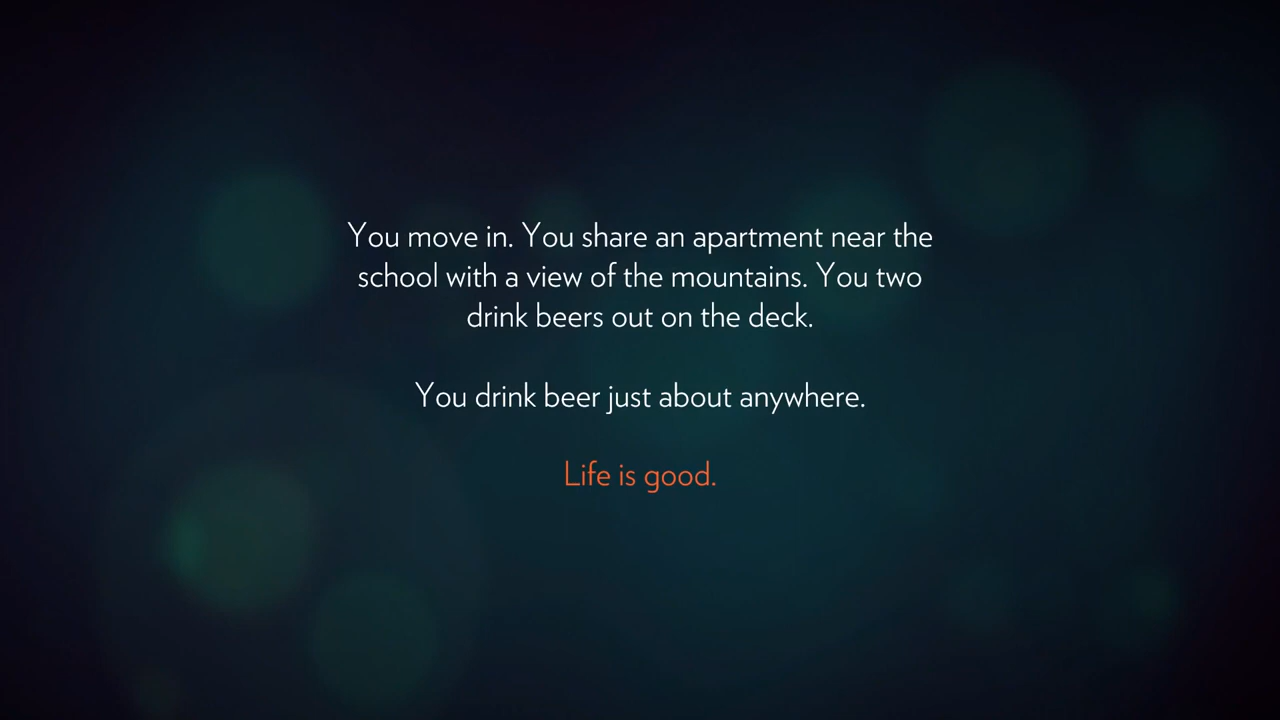 You move in. You share an apartment near the
school with a view of the mountains. You two
drink beers out on the deck.
You drink beer just about anywhere.
Life is good.